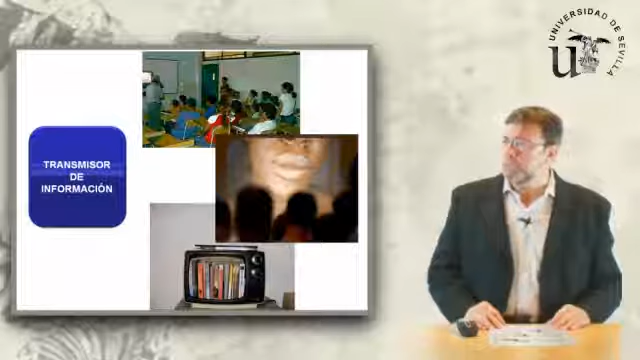 UNIVERSIDAD DE SEVILLA
TRANSMISOR
DE
INFORMACIÓN